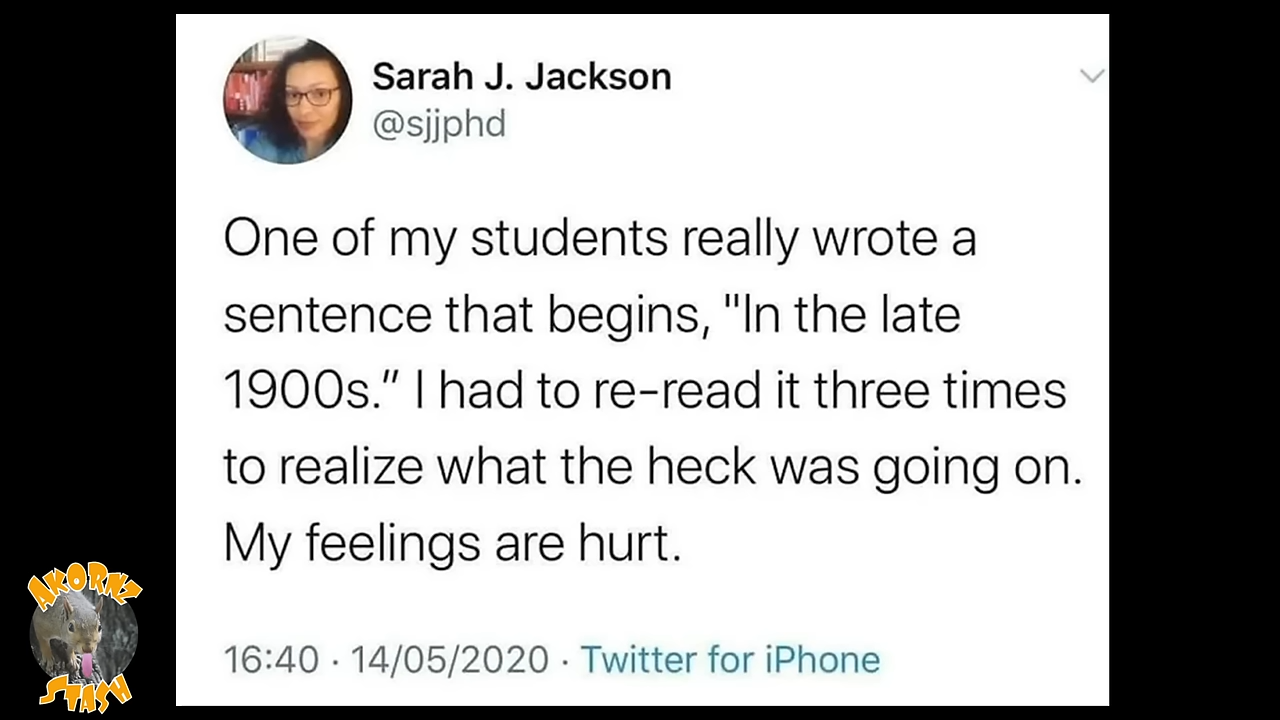 Sarah J. Jackson
@sjjphd
One of my students really wrote a
sentence that begins, "In the late
1900s.” I had to re-read it three times
to realize what the heck was going on.
My feelings are hurt.
16:40 · 14/05/2020 · Twitter for iPhone
AKORNZ
STASH